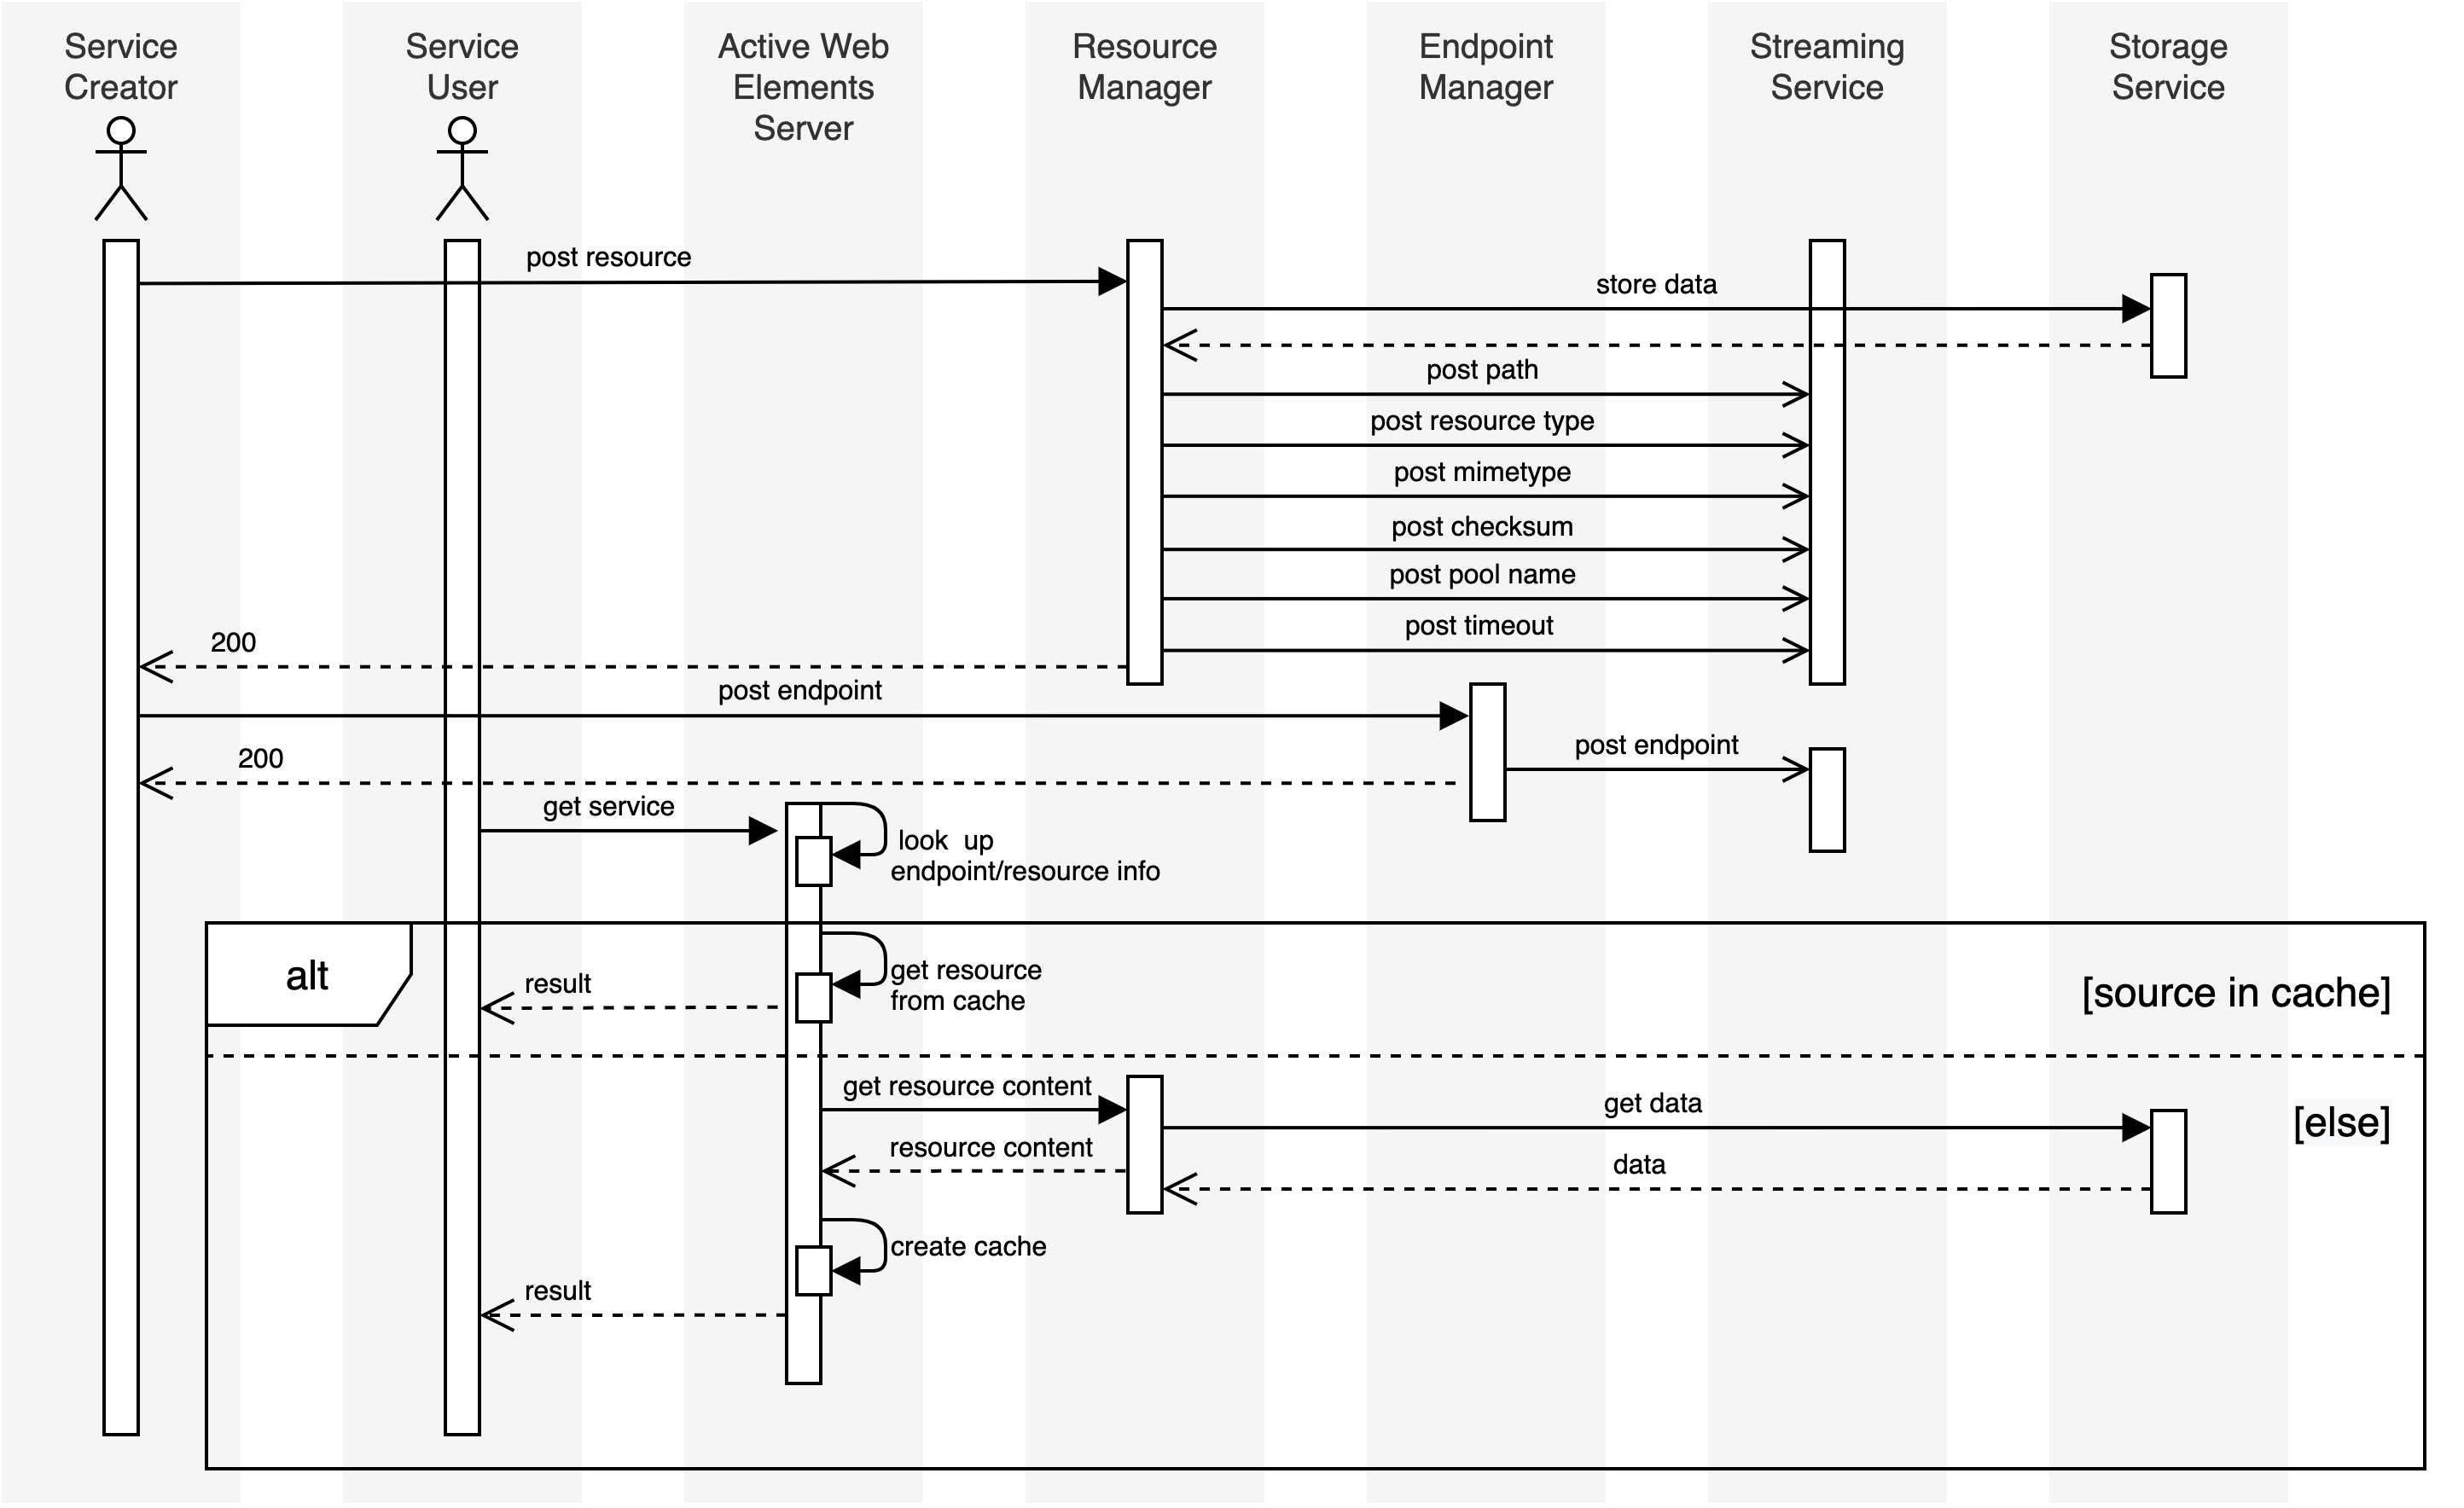 Service
Creator
Service
User
Active Web
Elements
Server
Resource
Manager
Endpoint
Manager
Streaming
Service
Storage
Service
post resource
store data
post path
post resource type
post mimetype
post checksum
post pool name
post timeout
200
post endpoint
post endpoint
200
get service
look  up
endpoint/resource info
alt
get resource
from cache
result
[source in cache]
get resource content
get data
[else]
resource content
data
create cache
result